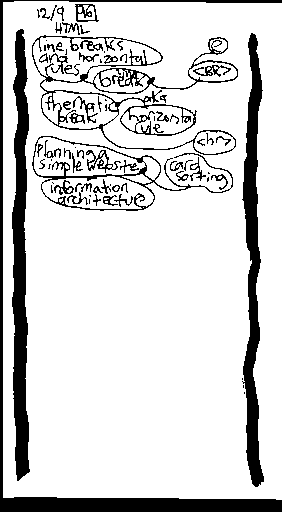 12/9 96
HTML
line breaks
and horizontal
rules
line
break
e
<BR>
thematic
break
aka
horizontal
rule
<hr>
Planning a
simple website
card
sorting
information
architecture